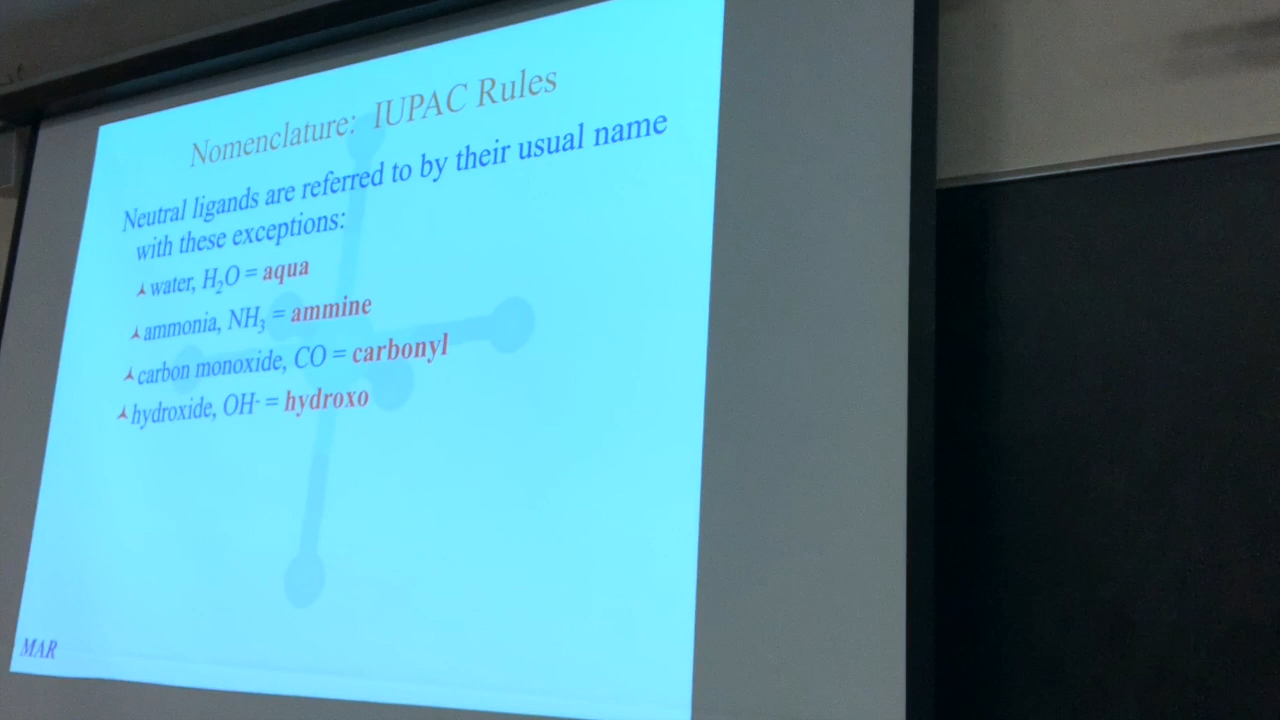 Nomenclature: IUPAC Rules
Neutral ligands are referred to by their usual name
with these exceptions:
water, H₂O = aqua
ammonia, NH₃ = ammine
carbon monoxide, CO = carbonyl
hydroxide, OH⁻ = hydroxo
MAR